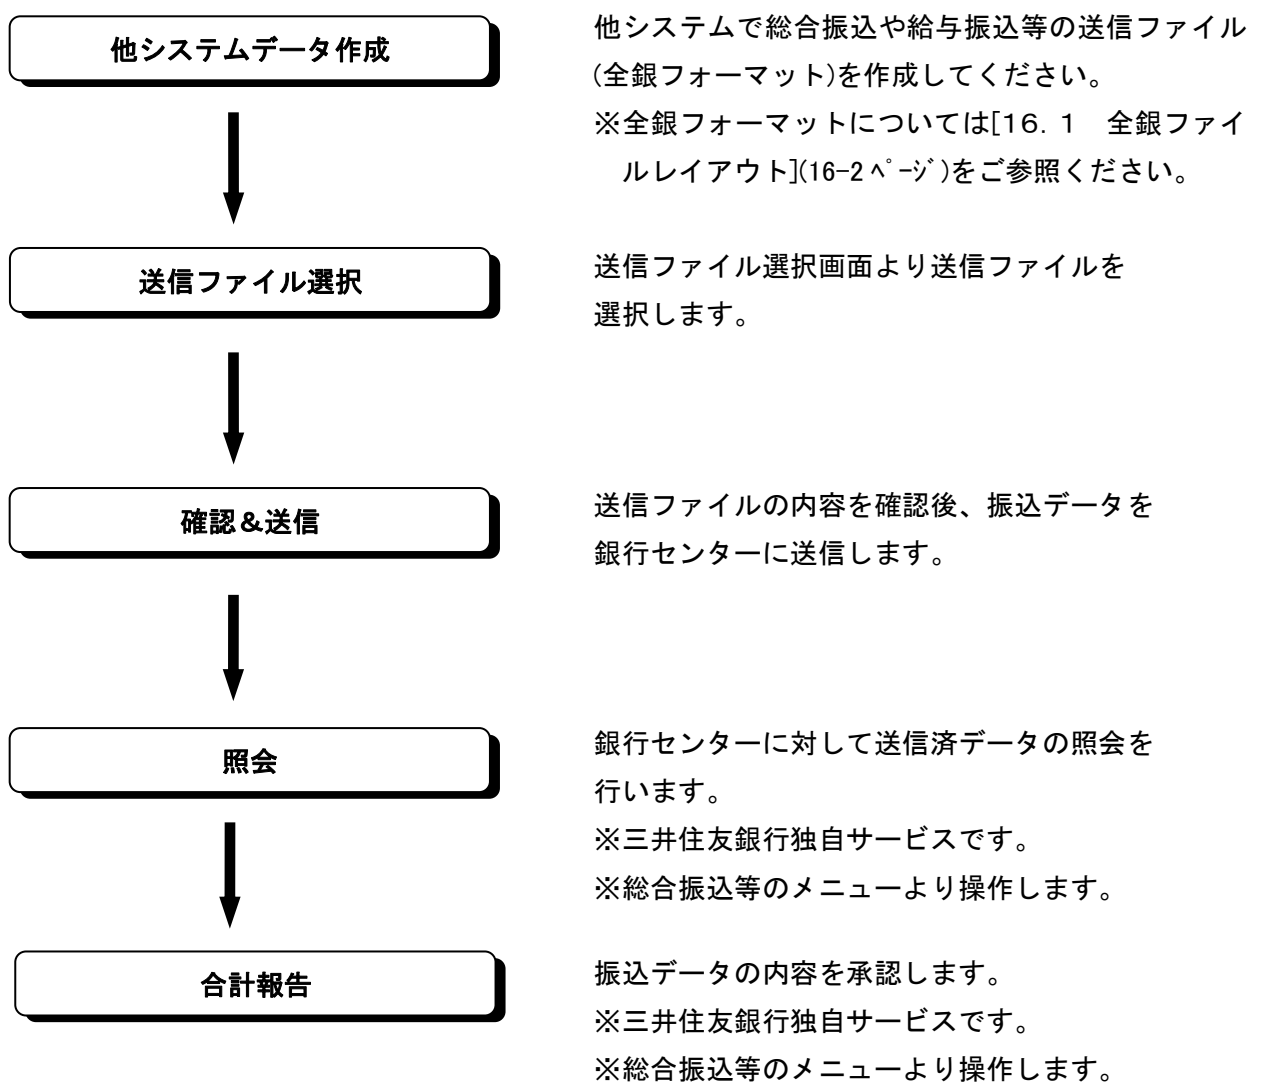 他システムデータ作成
他システムで総合振込や給与振込等の送信ファイル
(全銀フォーマット)を作成してください。
※全銀フォーマットについては[16．1　全銀ファイ
ルレイアウト](16-2ﾍﾟｰｼﾞ)をご参照ください。
送信ファイル選択
送信ファイル選択画面より送信ファイルを
選択します。
確認＆送信
送信ファイルの内容を確認後、振込データを
銀行センターに送信します。
照会
銀行センターに対して送信済データの照会を
行います。
※三井住友銀行独自サービスです。
※総合振込等のメニューより操作します。
合計報告
振込データの内容を承認します。
※三井住友銀行独自サービスです。
※総合振込等のメニューより操作します。